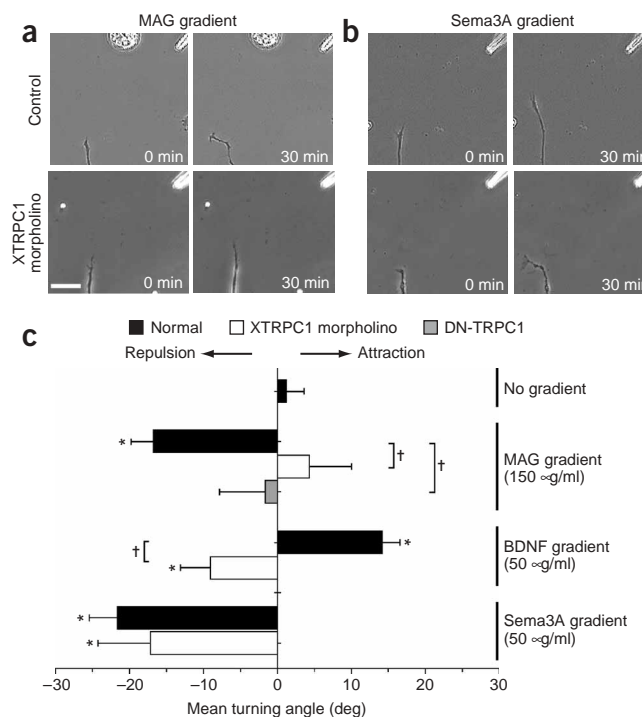 MAG gradient
Sema3A gradient
a
b
Control
0 min
30 min
0 min
30 min
XTRPC1
morpholino
0 min
30 min
0 min
30 min
Normal
XTRPC1 morpholino
DN-TRPC1
c
Repulsion
Attraction
No gradient
*
†
†
MAG gradient
(150 ∝g/ml)
†
*
*
BDNF gradient
(50 ∝g/ml)
*
*
Sema3A gradient
(50 ∝g/ml)
–30
–20
–10
0
10
20
30
Mean turning angle (deg)